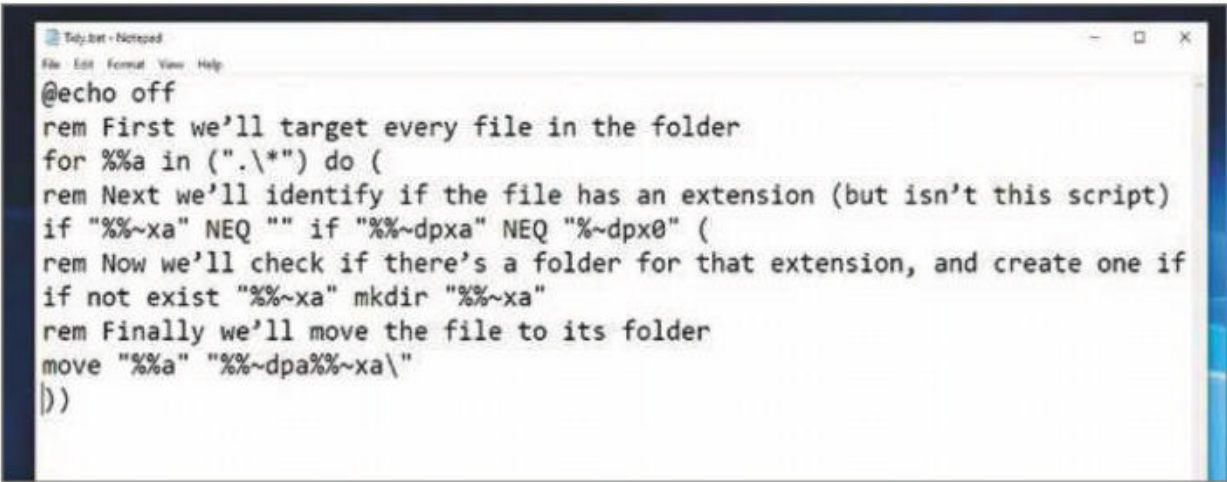 Tidy.bat - Notepad
File Edit Format View Help
@echo off
rem First we’ll target every file in the folder
for %%a in (".\*") do (
rem Next we’ll identify if the file has an extension (but isn’t this script)
if "%%~xa" NEQ "" if "%%~dpxa" NEQ "%~dpx0" (
rem Now we’ll check if there’s a folder for that extension, and create one if
if not exist "%%~xa" mkdir "%%~xa"
rem Finally we’ll move the file to its folder
move "%%a" "%%~dpa%%~xa\"
))